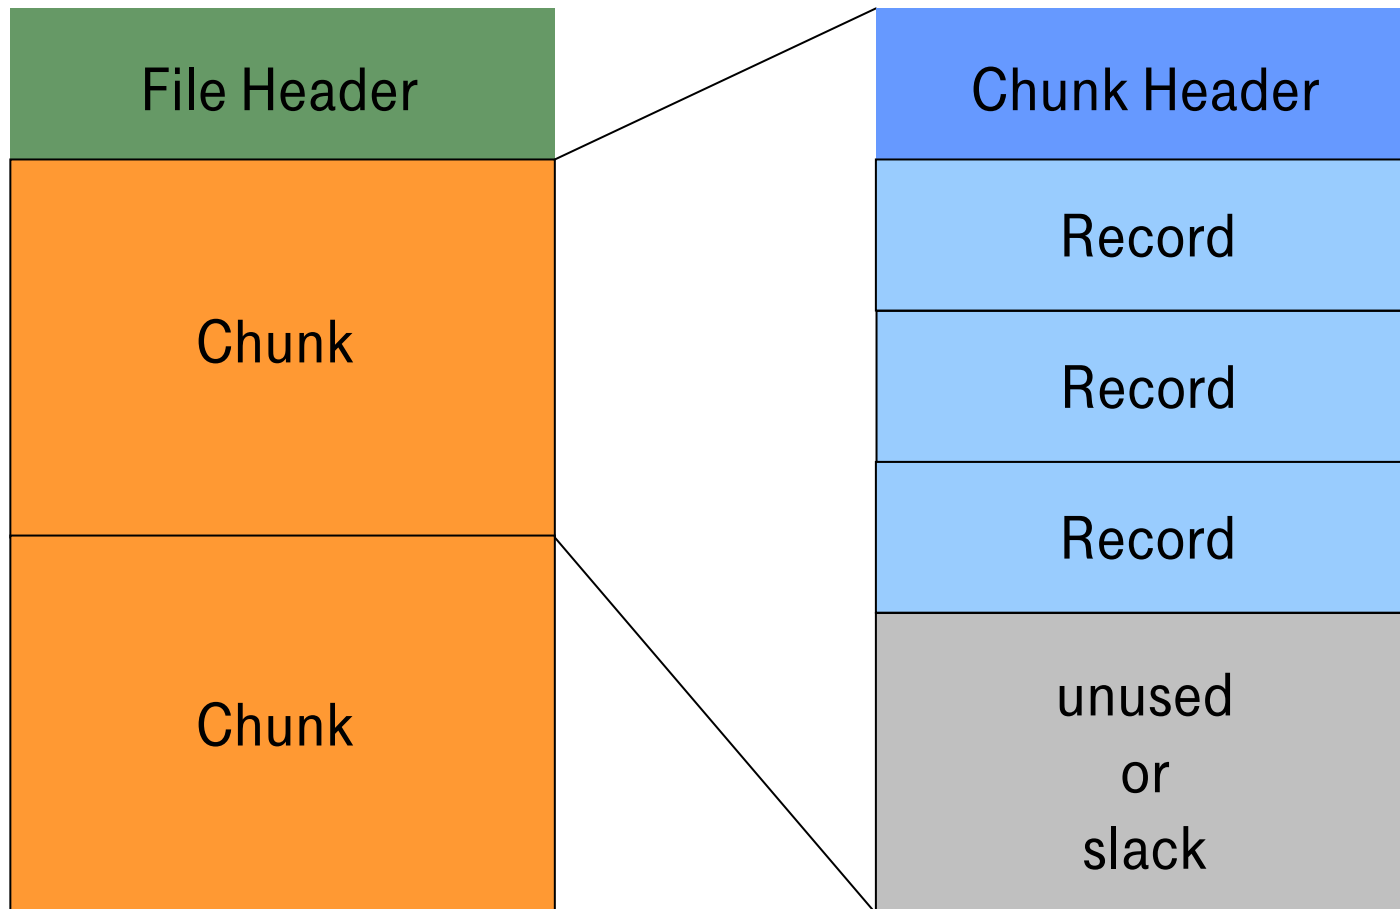 File Header
Chunk
Chunk
Chunk Header
Record
Record
Record
unused
or
slack